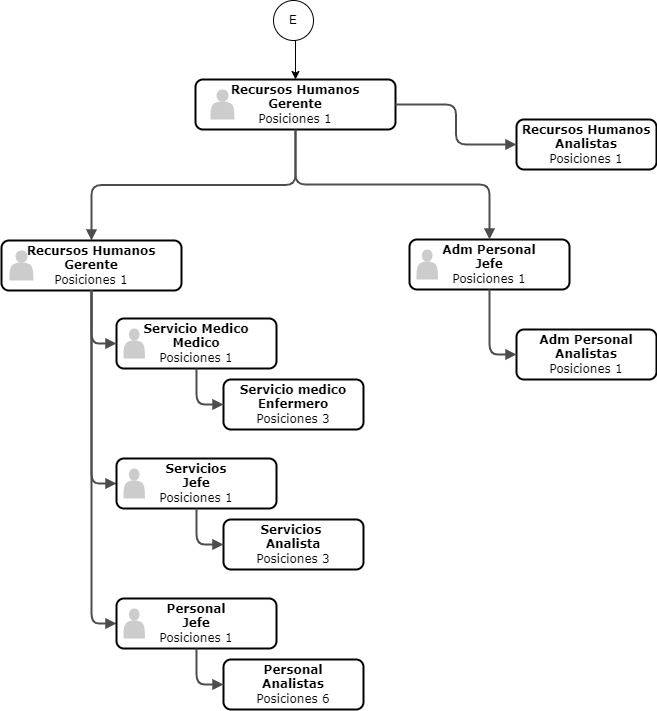 E
Recursos Humanos
Gerente
Posiciones 1
Recursos Humanos
Analistas
Posiciones 1
Recursos Humanos
Gerente
Posiciones 1
Adm Personal
Jefe
Posiciones 1
Servicio Medico
Medico
Posiciones 1
Adm Personal
Analistas
Posiciones 1
Servicio medico
Enfermero
Posiciones 3
Servicios
Jefe
Posiciones 1
Servicios
Analista
Posiciones 3
Personal
Jefe
Posiciones 1
Personal
Analistas
Posiciones 6